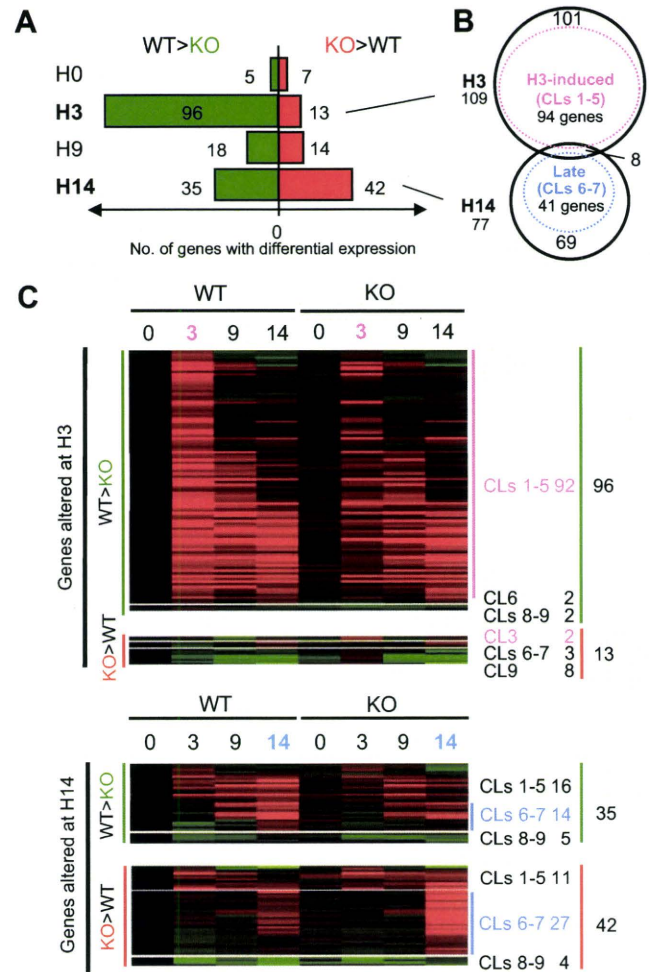 A
WT>KO KO>WT
H0 5 7
H3 96 13
H9 18 14
H14 35 42
0
No. of genes with differential expression
B
101
H3
109
H3-induced
(CLs 1-5)
94 genes
8
Late
(CLs 6-7)
41 genes
H14
77
69
C
WT KO
0 3 9 14 0 3 9 14
Genes altered at H3
WT>KO
CLs 1-5 92 96
CL6 2
CLs 8-9 2
KO>WT
CL3 2
CLs 6-7 3 13
CL9 8
WT KO
0 3 9 14 0 3 9 14
Genes altered at H14
WT>KO
CLs 1-5 16
CLs 6-7 14 35
CLs 8-9 5
KO>WT
CLs 1-5 11
CLs 6-7 27 42
CLs 8-9 4